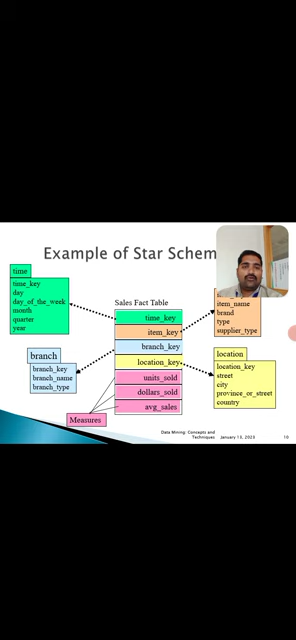 Example of Star Schem
time
time_key
day
day_of_the_week
month
quarter
year
Sales Fact Table
time_key
item_key
branch_key
location_key
units_sold
dollars_sold
avg_sales
Measures
branch
branch_key
branch_name
branch_type
item_name
brand
type
supplier_type
location
location_key
street
city
province_or_street
country
Data Mining: Concepts and
Techniques January 13, 2023 10